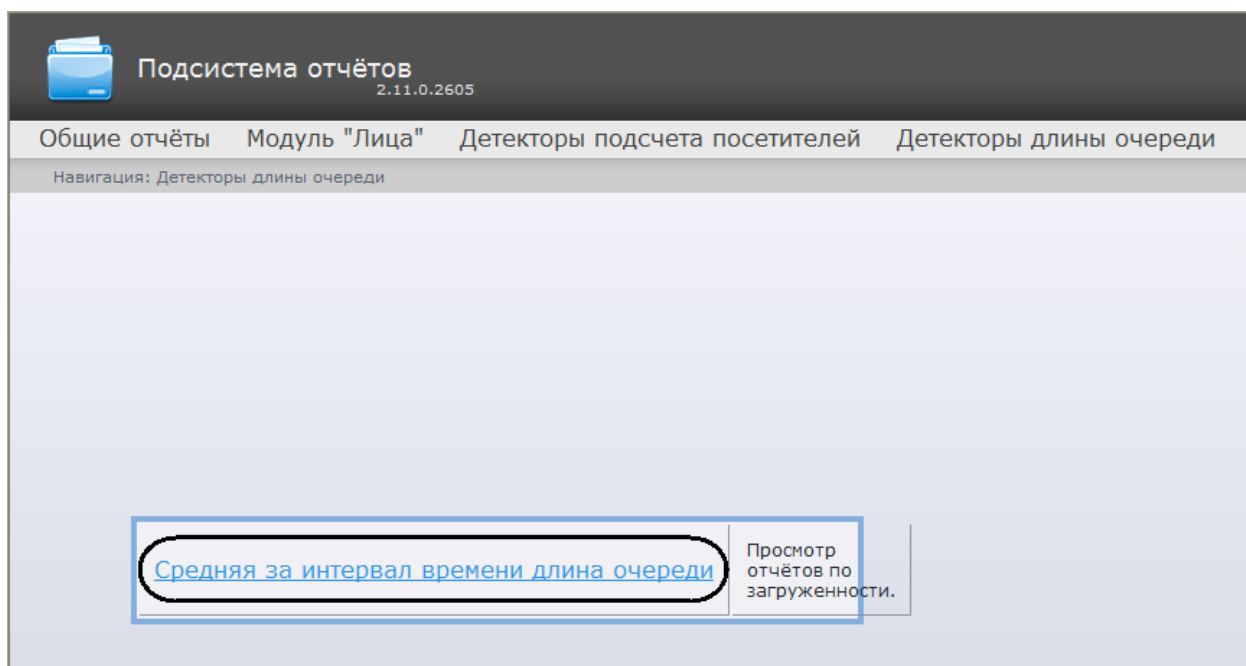 Подсистема отчётов
2.11.0.2605
Общие отчёты Модуль "Лица" Детекторы подсчета посетителей Детекторы длины очереди
Навигация: Детекторы длины очереди
Средняя за интервал времени длина очереди
Просмотр
отчётов по
загруженности.